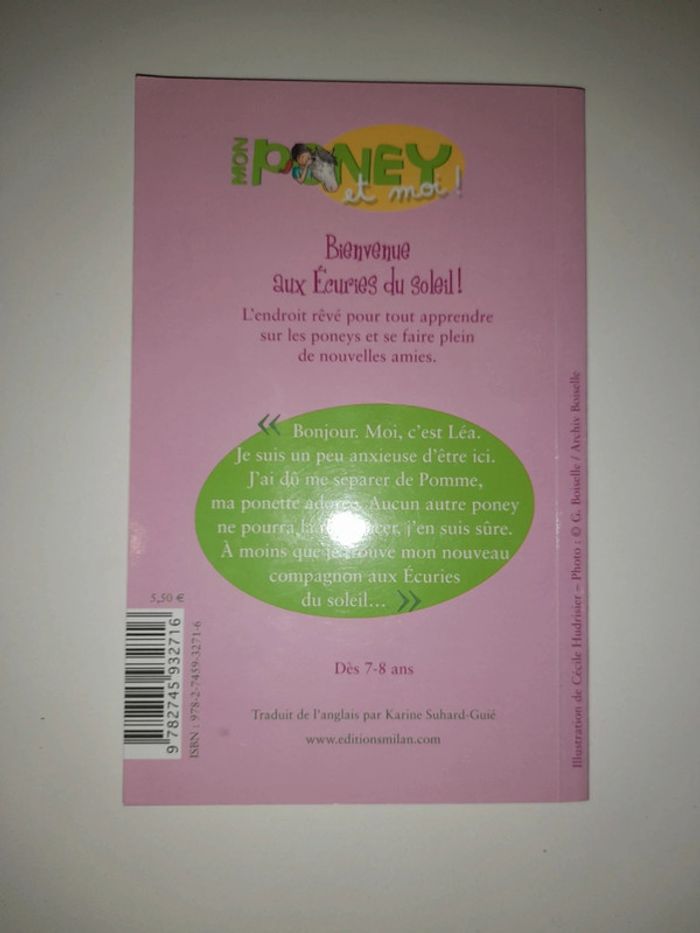 MON PONEY
et moi !
Bienvenue
aux Écuries du soleil !
L'endroit rêvé pour tout apprendre
sur les poneys et se faire plein
de nouvelles amies.
« Bonjour. Moi, c'est Léa.
Je suis un peu anxieuse d'être ici.
J'ai dû me séparer de Pomme,
ma ponette adorée. Aucun autre poney
ne pourra la j'en suis sûre.
À moins que je trouve mon nouveau
compagnon aux Écuries
du soleil... »
5,50 €
9 782745 932716
ISBN : 978-2-7459-3271-6
Dès 7-8 ans
Traduit de l'anglais par Karine Suhard-Guié
www.editionsmilan.com
Illustration de Cécile Hudrisier – Photo : © G. Boiselle / Archiv Boiselle